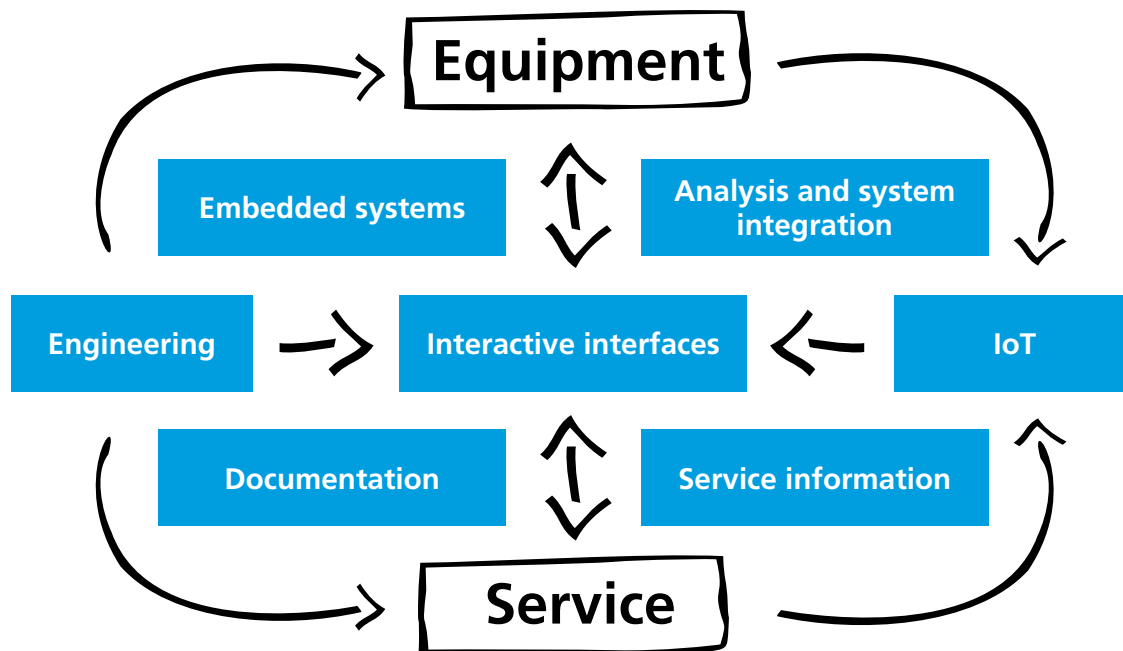 Equipment
Embedded systems
Analysis and system
integration
Engineering
Interactive interfaces
IoT
Documentation
Service information
Service